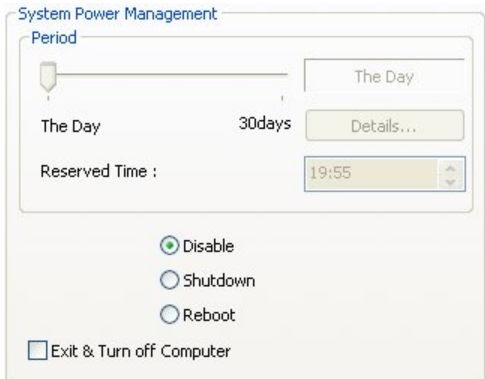 System Power Management
Period
The Day
The Day 30days Details...
Reserved Time : 19:55
Disable
Shutdown
Reboot
Exit & Turn off Computer